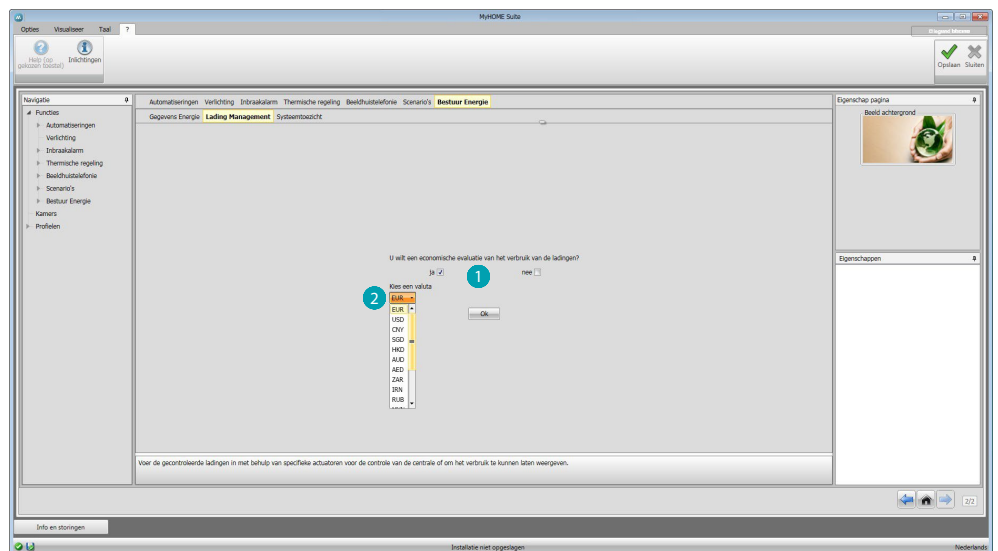 MyHOME Suite
Opties Visualiseer Taal ?
Help (op gekozen toestel)
Inlichtingen
Opslaan Sluiten
Navigatie
Functies
Automatiseringen
Verlichting
Inbraakalarm
Thermische regeling
Beeldhuistelefonie
Scenario's
Bestuur Energie
Kamers
Profielen
Automatiseringen Verlichting Inbraakalarm Thermische regeling Beeldhuistelefonie Scenario's Bestuur Energie
Gegevens Energie Lading Management Systeemtoezicht
U wilt een economische evaluatie van het verbruik van de ladingen?
ja nee
1
Kies een valuta
2
EUR
EUR
USD
CNY
SGD
HKD
AUD
AED
ZAR
IRN
RUB
Ok
Voer de gecontroleerde ladingen in met behulp van specifieke actuatoren voor de controle van de centrale of om het verbruik te kunnen laten weergeven.
Eigenschap pagina
Beeld achtergrond
Eigenschappen
2/2
Info en storingen
Installatie niet opgeslagen
Nederlands